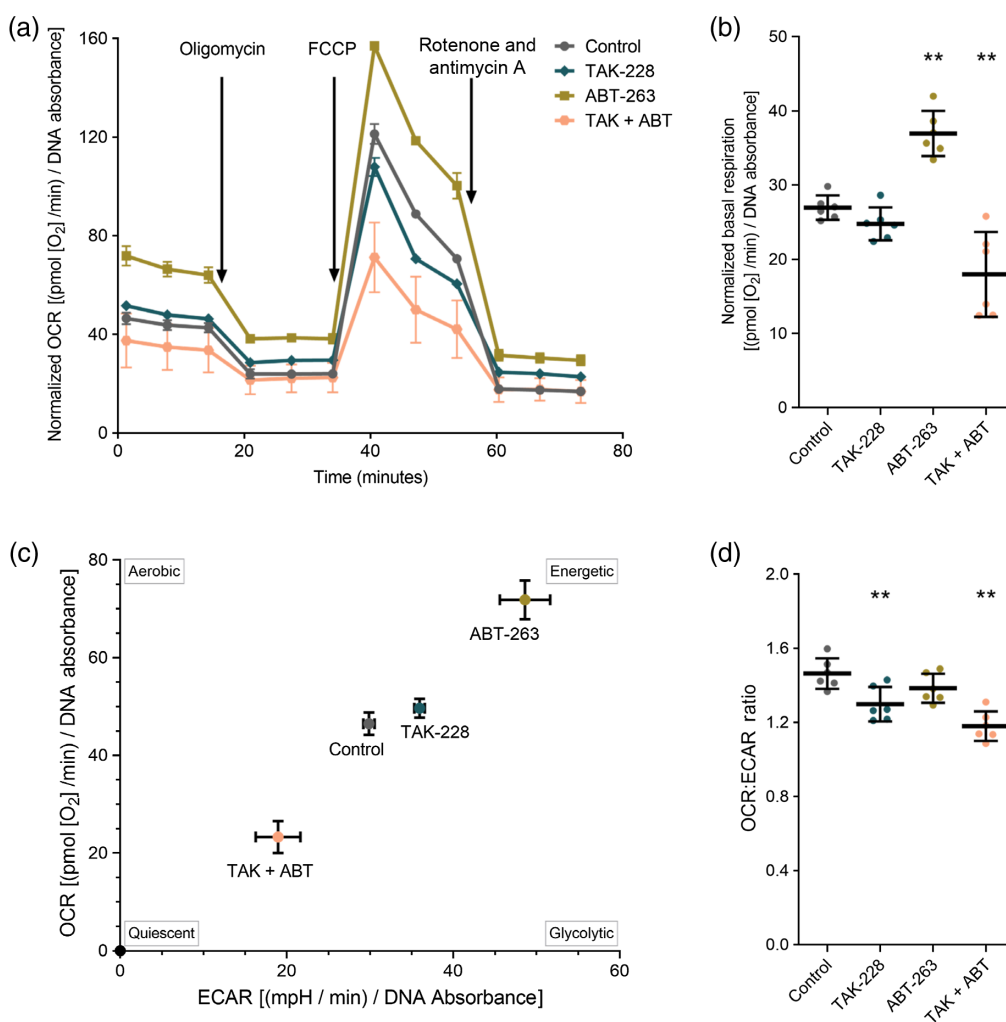 (a)
Normalized OCR [(pmol [O₂] /min) / DNA absorbance]
160
120
80
40
0
Oligomycin
FCCP
Rotenone and
antimycin A
Control
TAK-228
ABT-263
TAK + ABT
0 20 40 60 80
Time (minutes)
(b)
Normalized basal respiration
[(pmol [O₂] /min) / DNA absorbance]
50
40
30
20
10
0
** **
Control TAK-228 ABT-263 TAK + ABT
(c)
OCR [(pmol [O₂] /min) / DNA absorbance]
80
60
40
20
0
Aerobic
Energetic
ABT-263
TAK-228
Control
TAK + ABT
Quiescent
Glycolytic
0 20 40 60
ECAR [(mpH / min) / DNA Absorbance]
(d)
OCR:ECAR ratio
2.0
1.6
1.2
0.8
0.4
0.0
** **
Control TAK-228 ABT-263 TAK + ABT